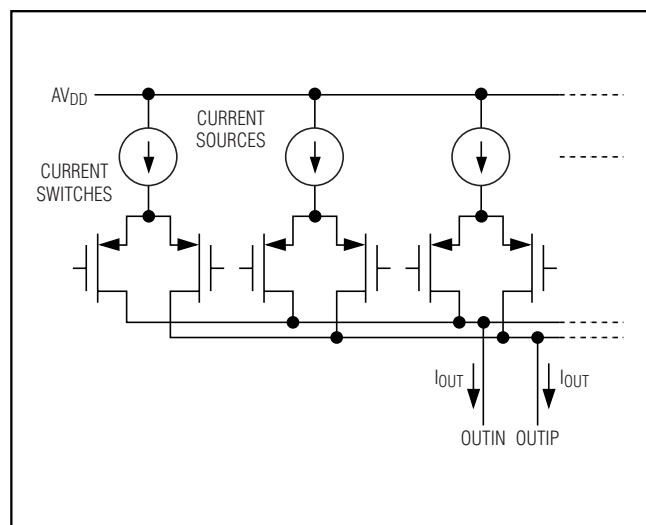 AVDD
CURRENT
SOURCES
CURRENT
SWITCHES
IOUT
IOUT
OUTIN
OUTIP